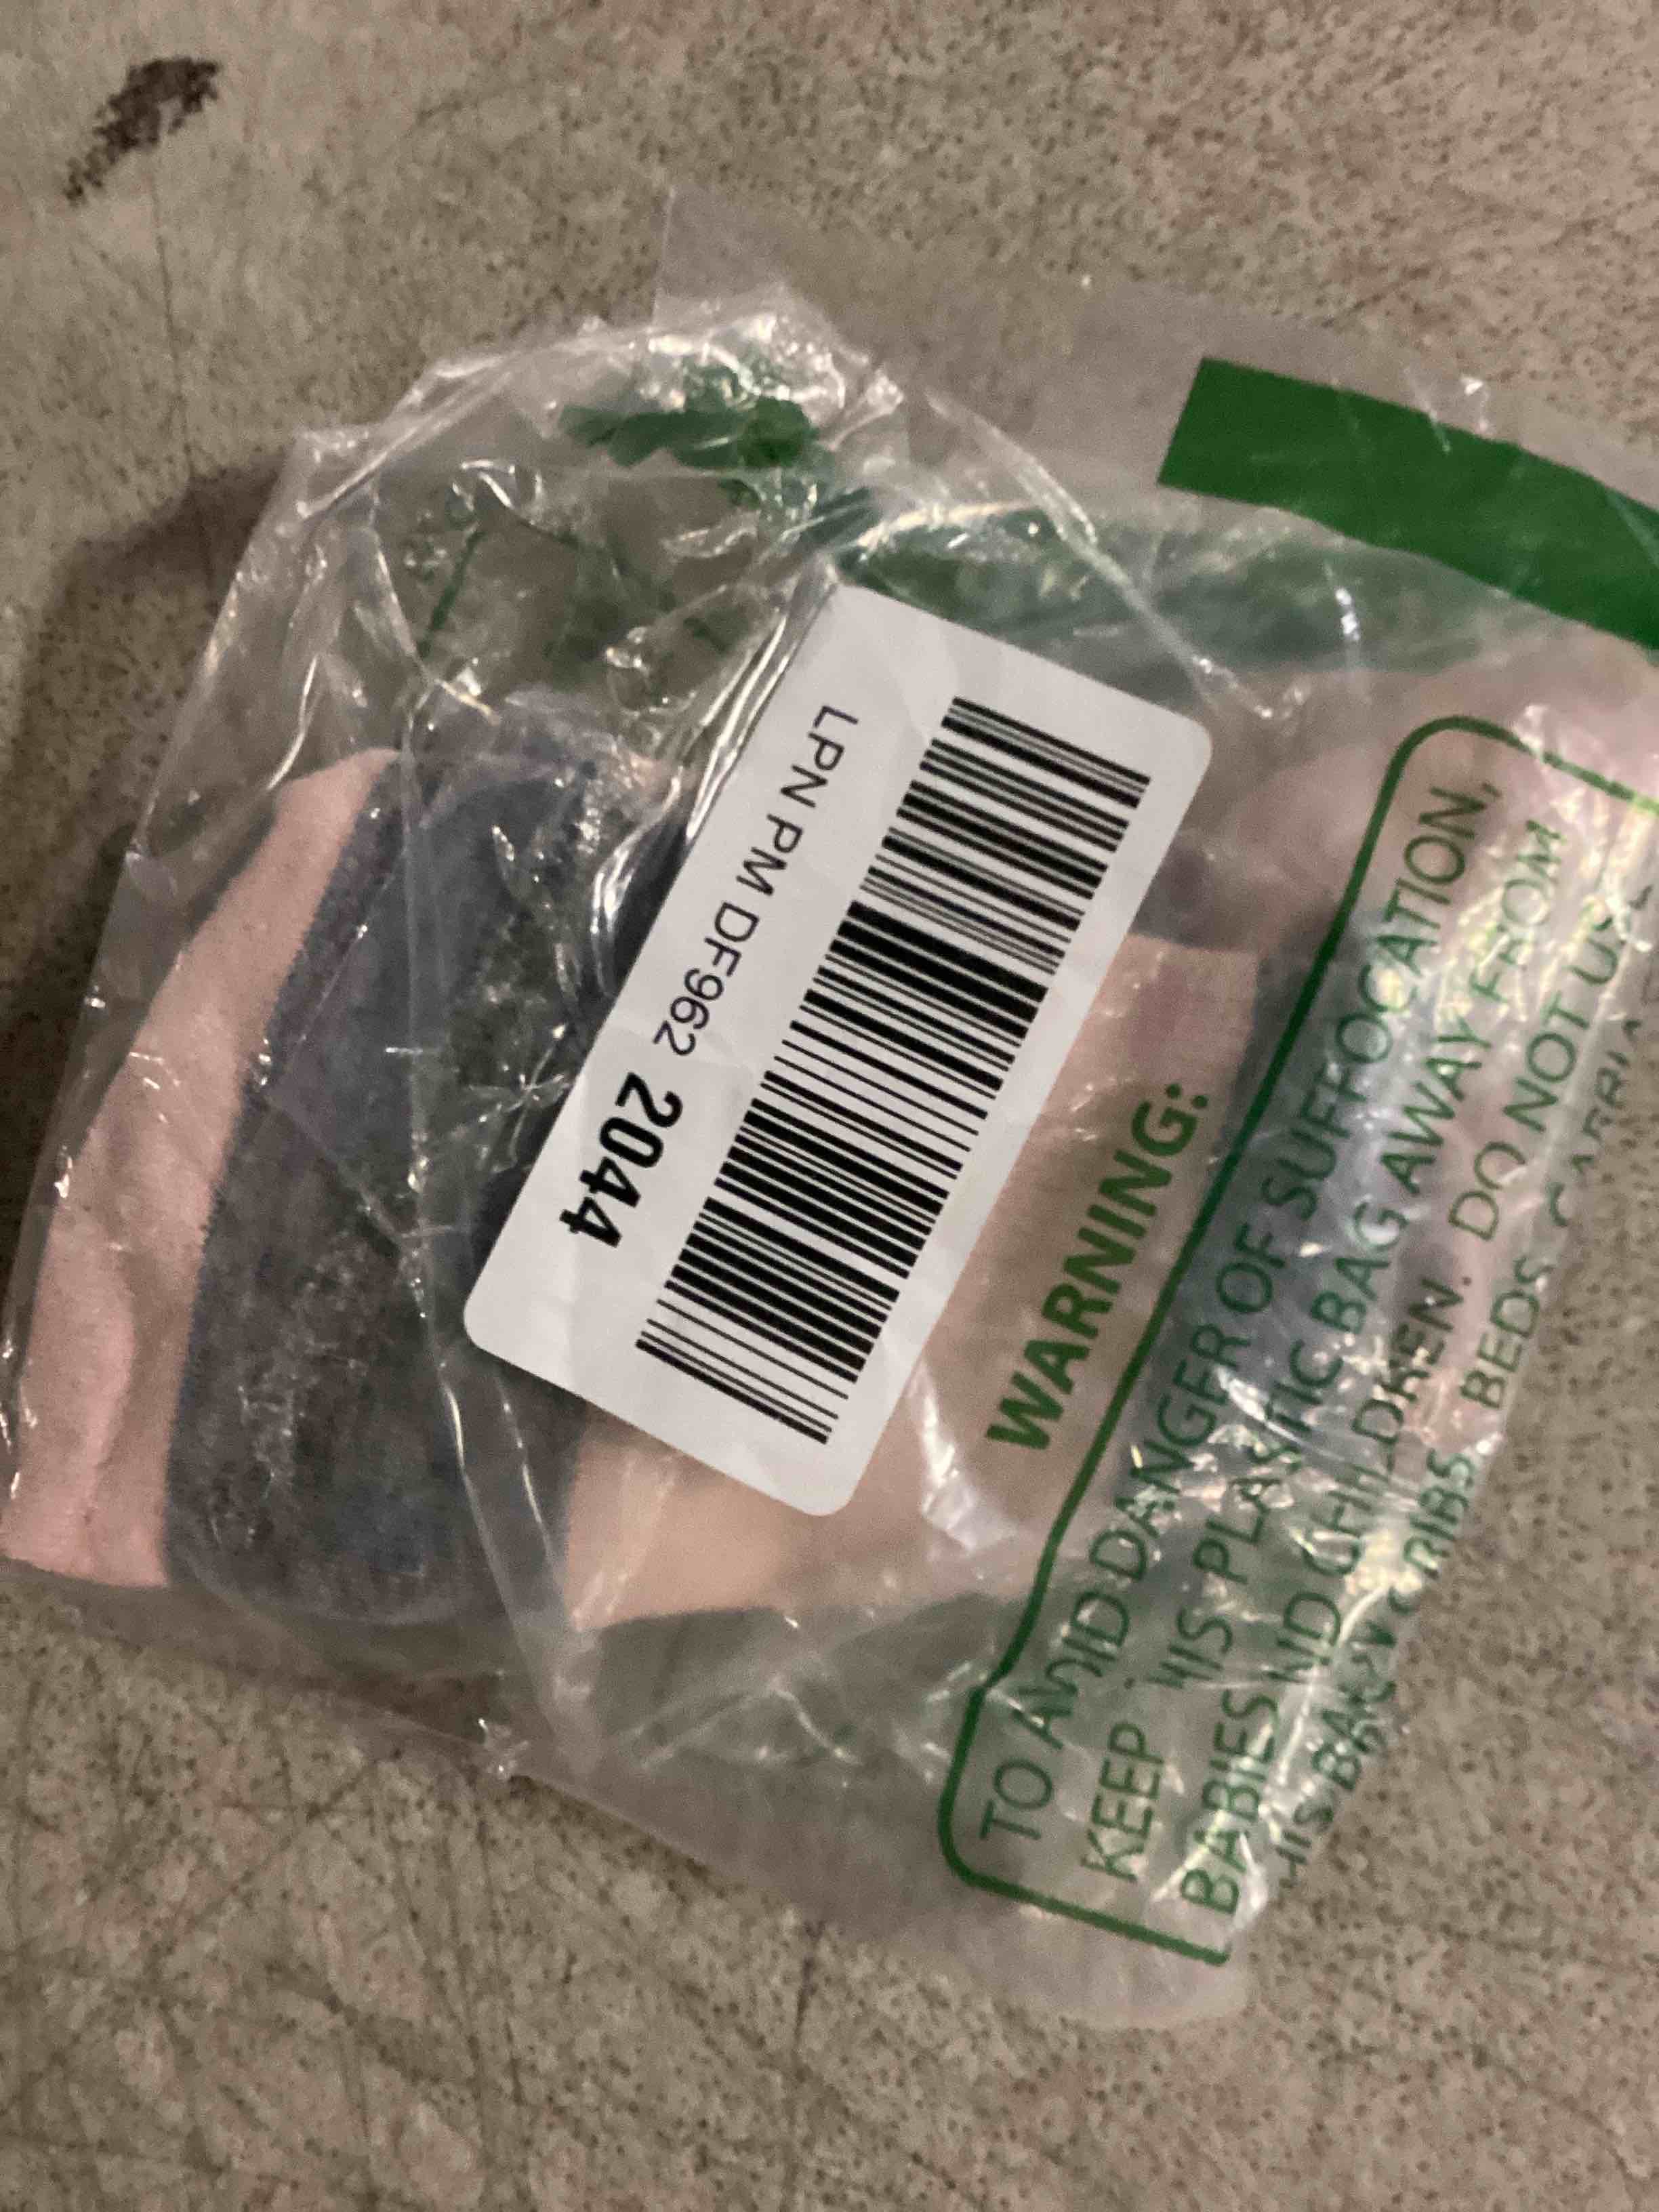 LPN PM DF962 2044
WARNING:
TO AVOID DANGER OF SUFFOCATION,
KEEP THIS PLASTIC BAG AWAY FROM
BABIES AND CHILDREN. DO NOT USE
THIS BAG IN CRIBS, BEDS,